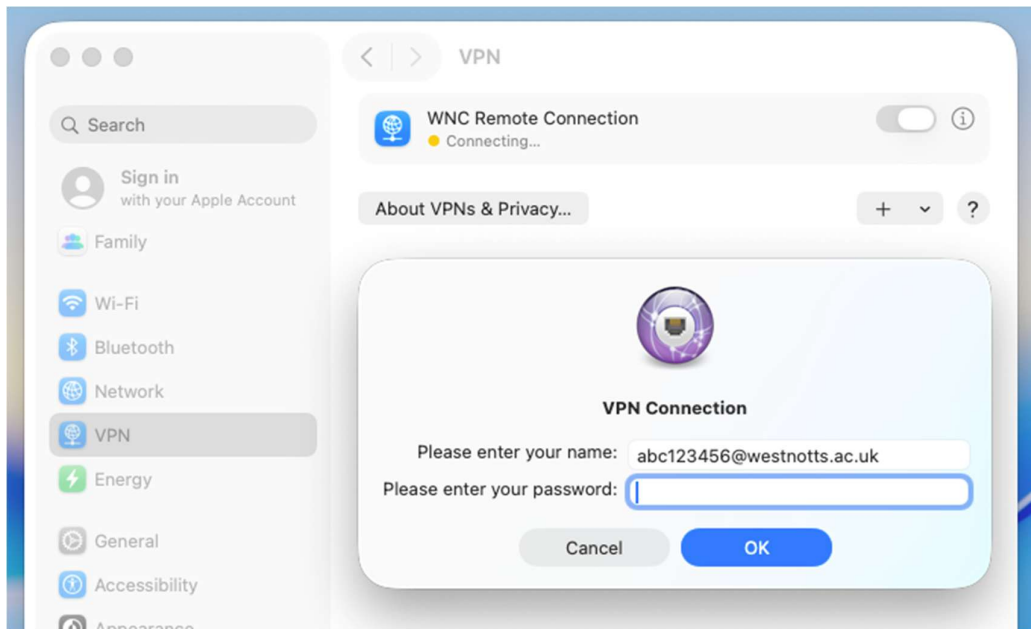 VPN
Search
Sign in
with your Apple Account
Family
Wi-Fi
Bluetooth
Network
VPN
Energy
General
Accessibility
Appearance
WNC Remote Connection
Connecting...
About VPNs & Privacy...
+
?
VPN Connection
Please enter your name: abc123456@westnotts.ac.uk
Please enter your password:
Cancel
OK